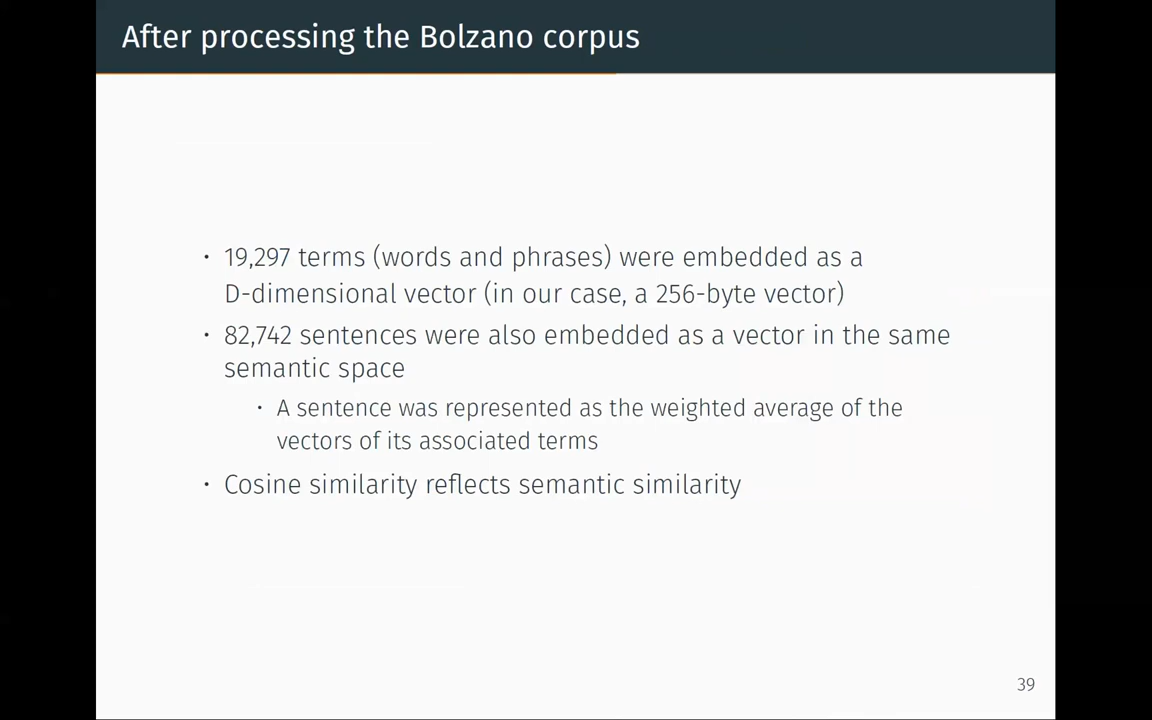 After processing the Bolzano corpus
· 19,297 terms (words and phrases) were embedded as a
D-dimensional vector (in our case, a 256-byte vector)
· 82,742 sentences were also embedded as a vector in the same
semantic space
· A sentence was represented as the weighted average of the
vectors of its associated terms
· Cosine similarity reflects semantic similarity
39